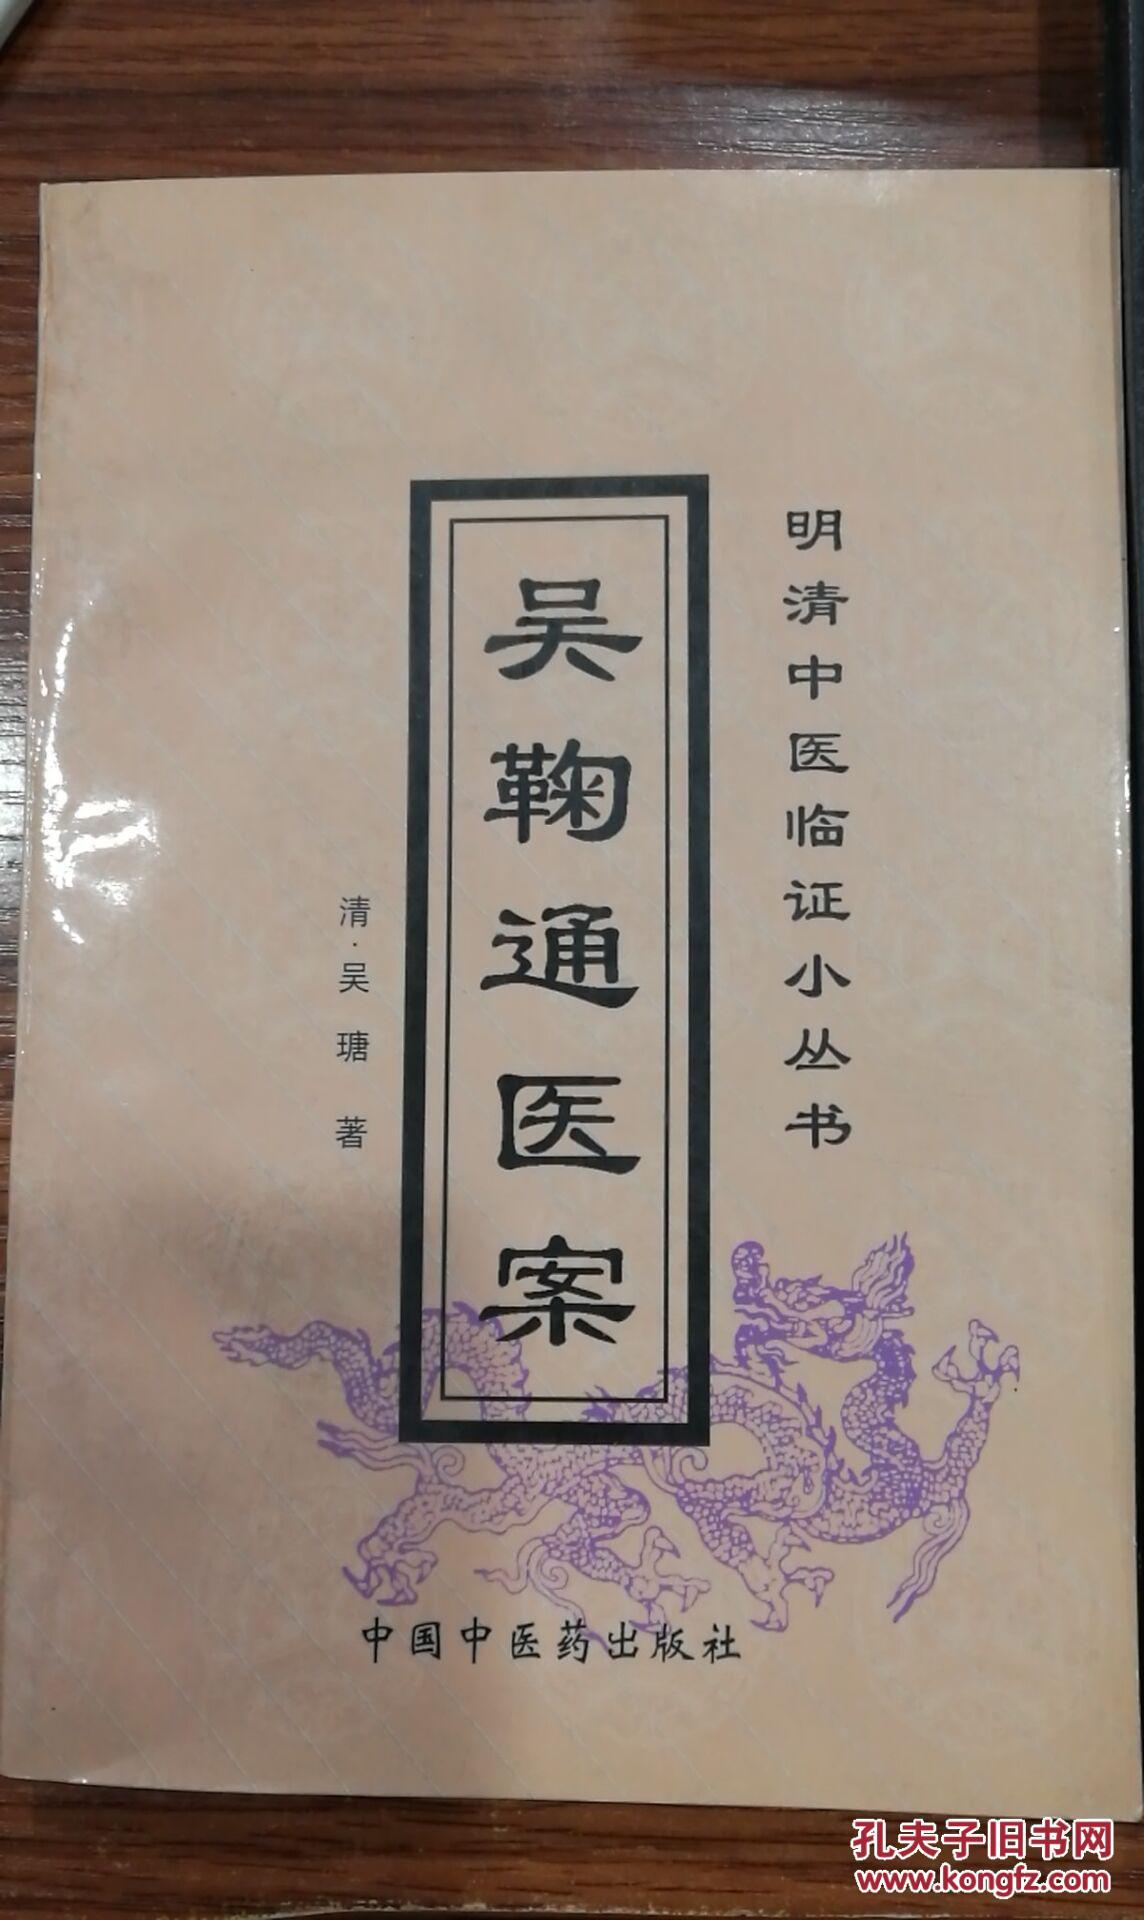 明清中医临证小丛书
吴鞠通医案
清·吴瑭著
中国中医药出版社
孔夫子旧书网
www.kongfz.com